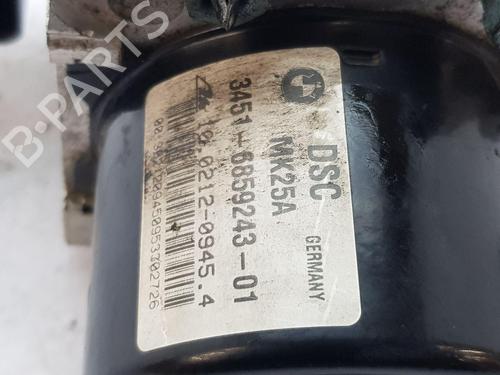 DSC
MK25A
GERMANY
3451-6859243-01
10.0212-0945.4
B-PARTS